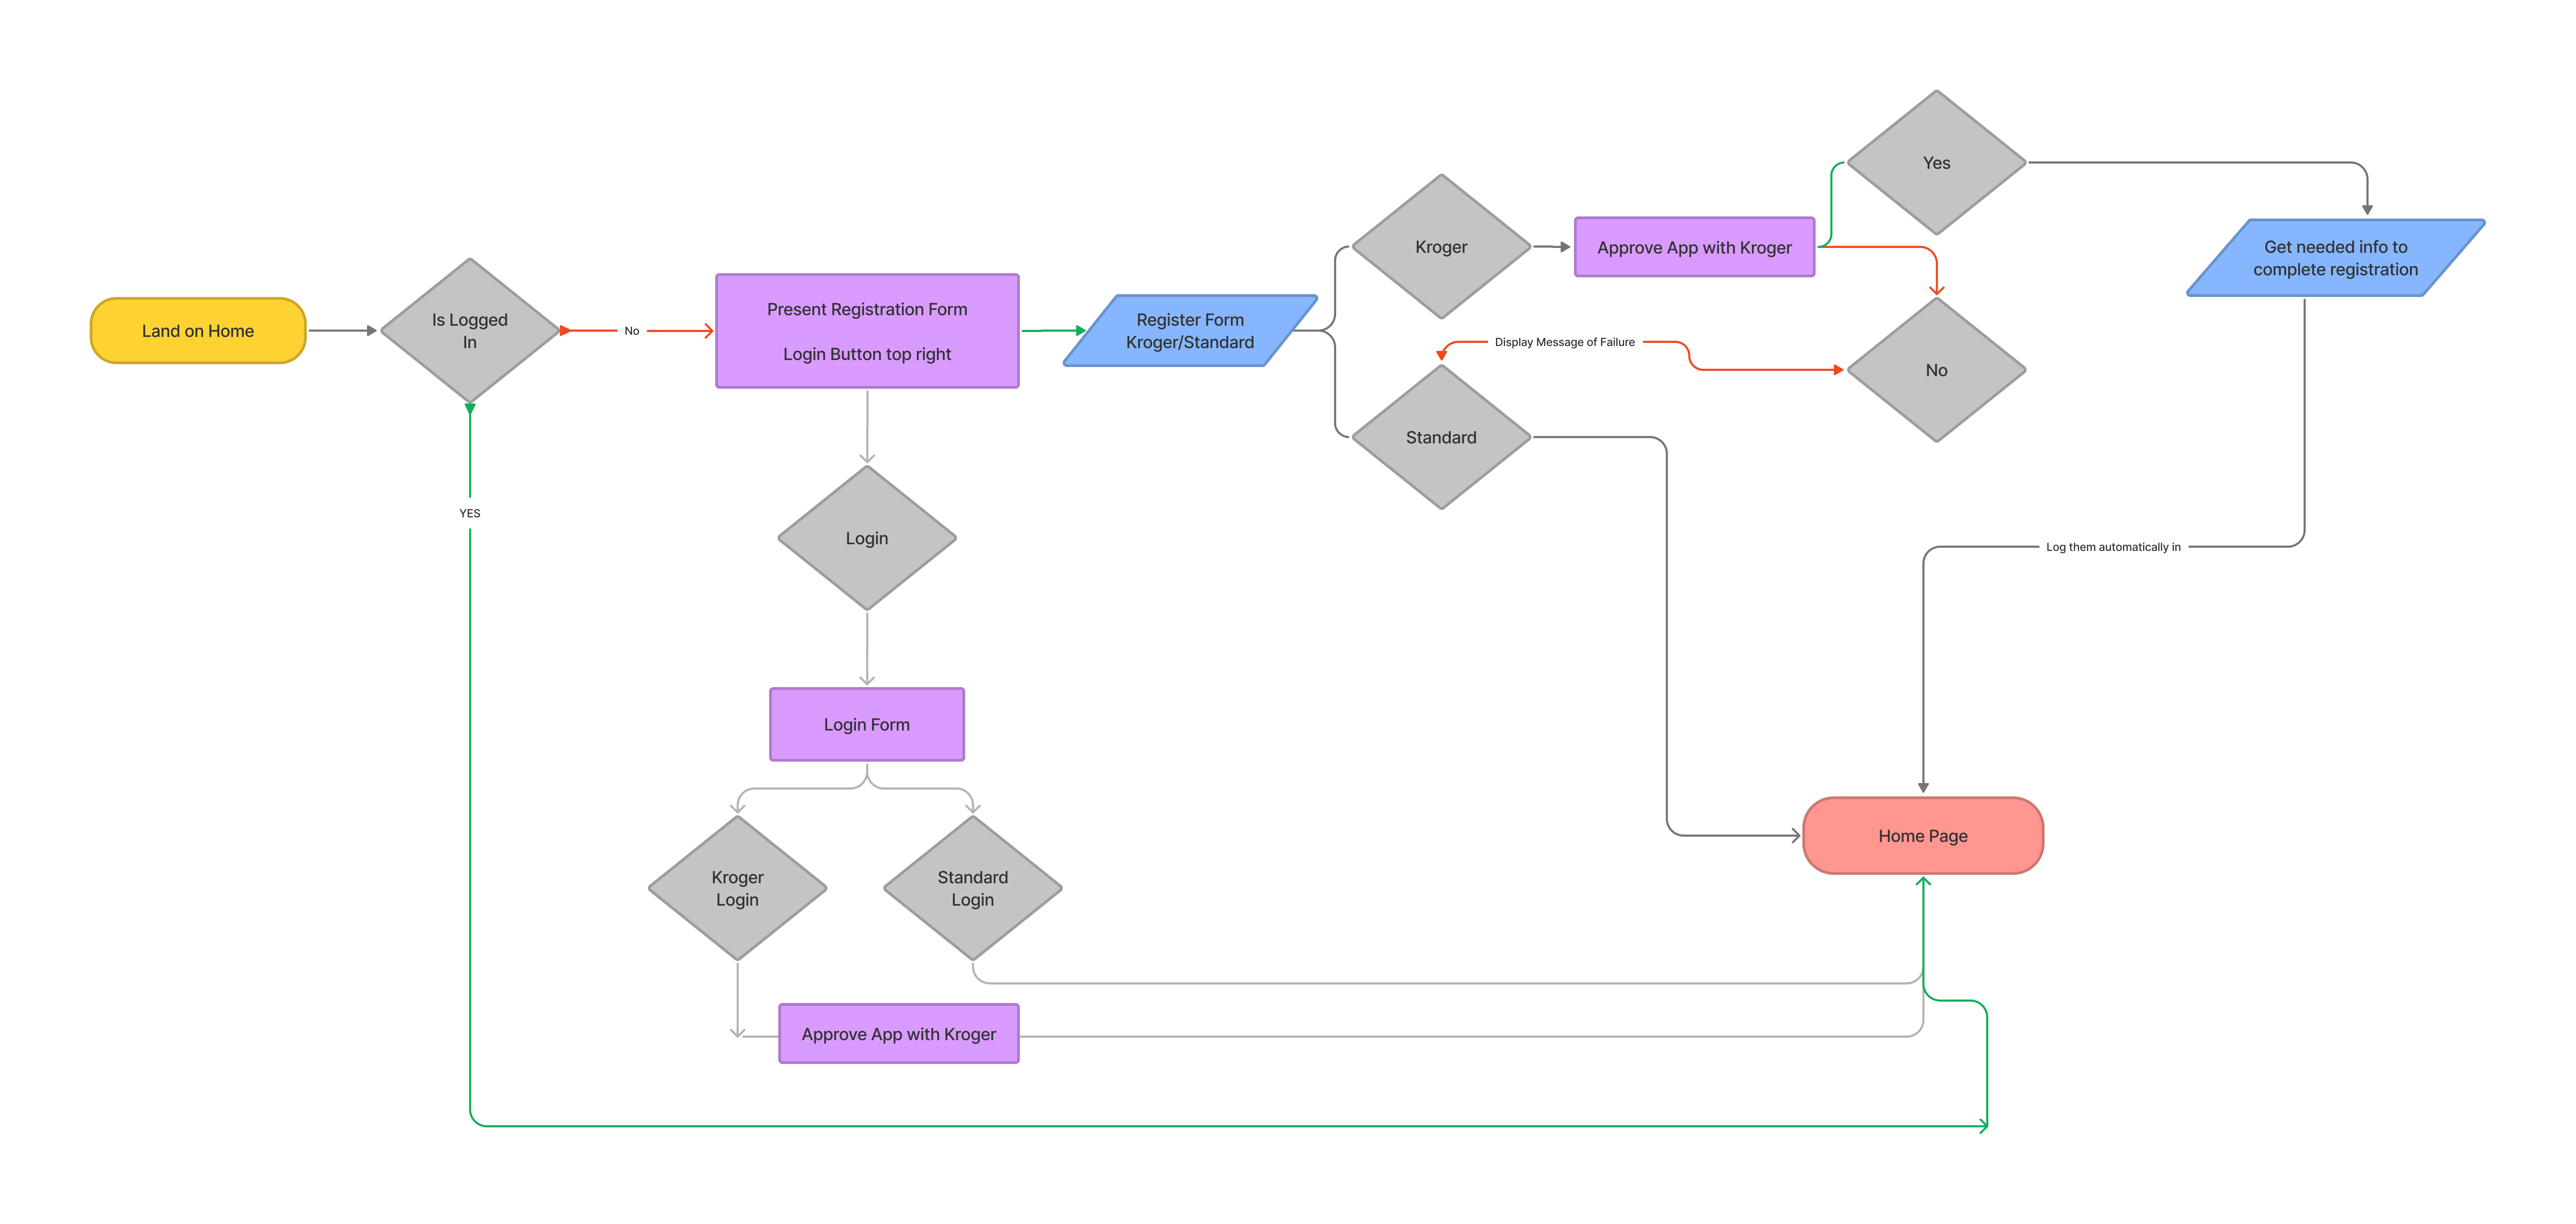 Land on Home
Is Logged
In
No
YES
Present Registration Form
Login Button top right
Register Form
Kroger/Standard
Kroger
Approve App with Kroger
Yes
Get needed info to
complete registration
Display Message of Failure
No
Standard
Log them automatically in
Login
Login Form
Kroger
Login
Standard
Login
Approve App with Kroger
Home Page